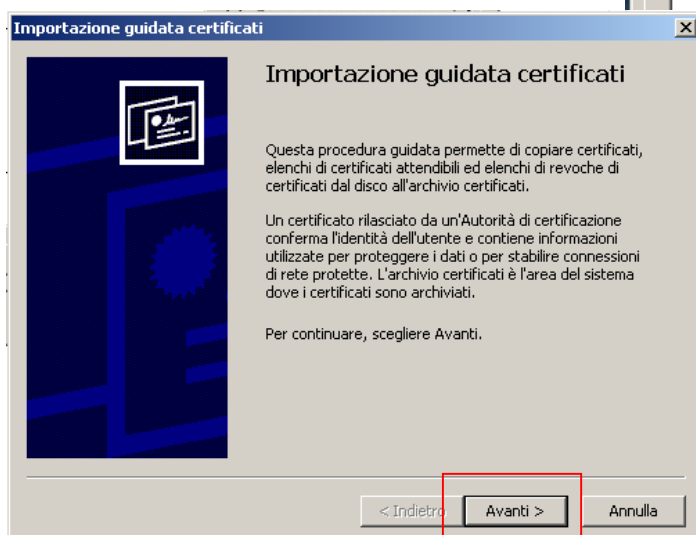 Importazione guidata certificati
Importazione guidata certificati
Questa procedura guidata permette di copiare certificati,
elenchi di certificati attendibili ed elenchi di revoche di
certificati dal disco all'archivio certificati.
Un certificato rilasciato da un'Autorità di certificazione
conferma l'identità dell'utente e contiene informazioni
utilizzate per proteggere i dati o per stabilire connessioni
di rete protette. L'archivio certificati è l'area del sistema
dove i certificati sono archiviati.
Per continuare, scegliere Avanti.
< Indietro Avanti > Annulla